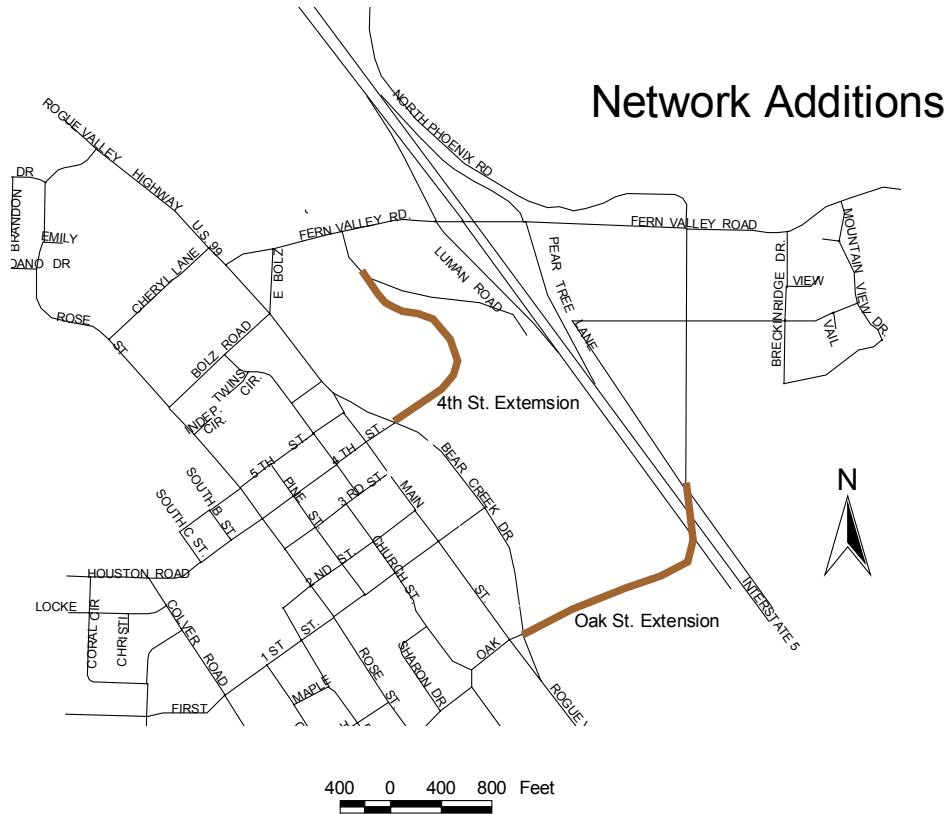 Network Additions
NORTH PHOENIX RD
ROGUE VALLEY
HIGHWAY
U.S. 99
DR
BRANDON
EMILY
DANO DR
CHERYL LANE
ROSE
ST
FERN VALLEY RD.
FERN VALLEY ROAD
E BOLZ
LUMAN ROAD
PEAR TREE LANE
MOUNTAIN VIEW DR.
BRECKINRIDGE DR.
VIEW
VAIL
BOLZ ROAD
TWINS
CIR.
INDEP.
CIR.
4th St. Extemsion
5 TH ST.
4 TH ST.
3 RD ST.
PINE ST.
SOUTH B ST.
SOUTH C ST.
MAIN
ST.
BEAR CREEK DR
N
2 ND ST.
CHURCH ST.
HOUSTON ROAD
LOCKE
CORAL CIR
CHRISTI
COLVER ROAD
1 ST ST.
FIRST
MAPLE
ROSE ST
SHARON DR.
OAK
Oak St. Extension
INTERSTATE 5
400 0 400 800 Feet